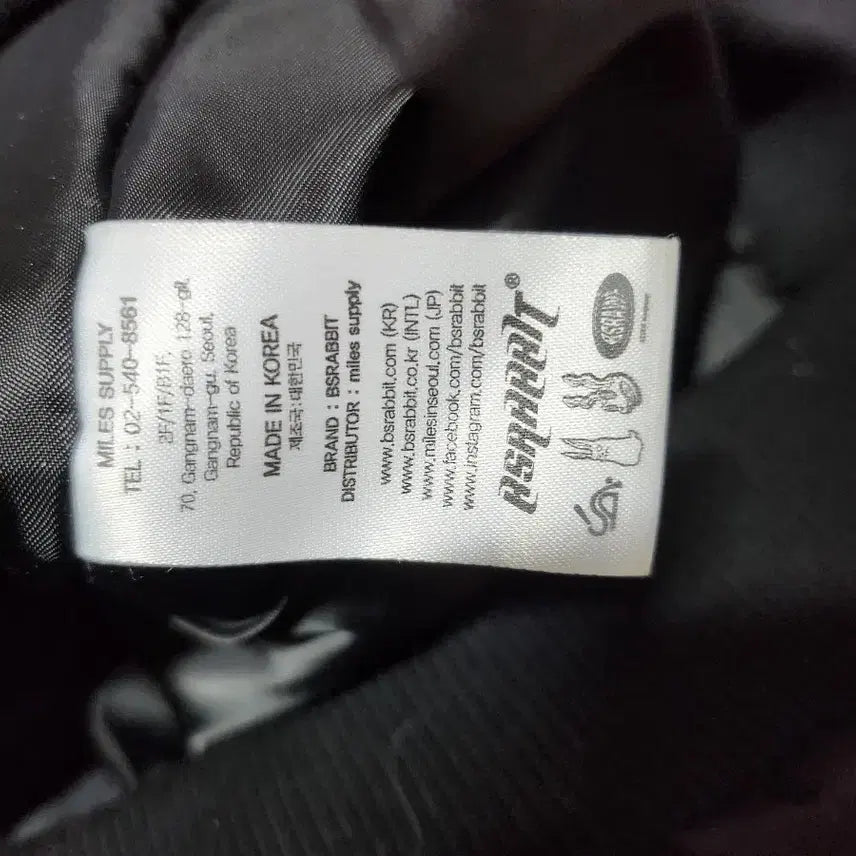 MILES SUPPLY
TEL : 02-540-8561
2F/1F/B1F,
70, Gangnam-daero 128-gil,
Gangnam-gu, Seoul,
Republic of Korea
MADE IN KOREA
제조국:대한민국
BRAND : BSRABBIT
DISTRIBUTOR : miles supply
www.bsrabbit.com (KR)
www.bsrabbit.co.kr (INTL)
www.milesinseoul.com (JP)
www.facebook.com/bsrabbit
www.instagram.com/bsrabbit
BSRABBIT®